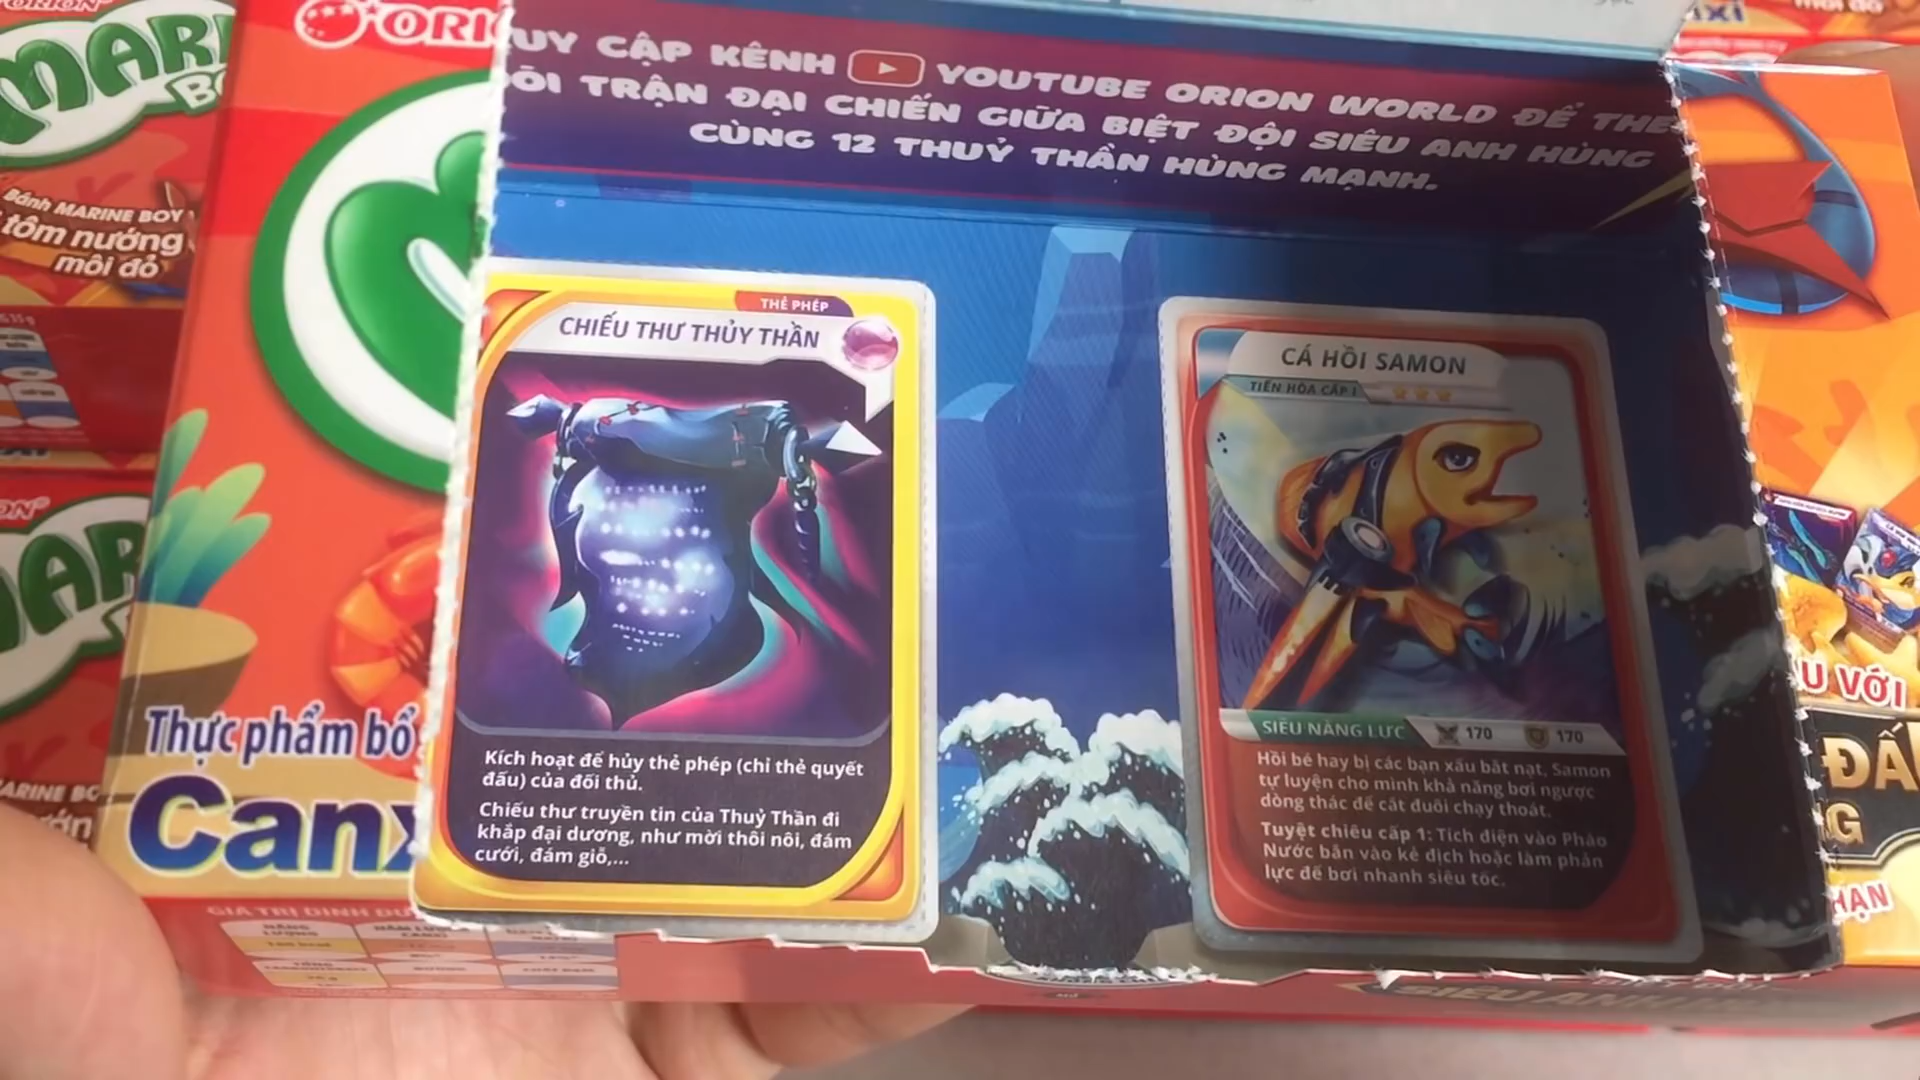 ORION
MARI
BO
Bánh MARINE BOY
tôm nướng
môi đỏ
ORI
UY CẬP KÊNH YOUTUBE ORION WORLD ĐỂ THE
ÕI TRẬN ĐẠI CHIẾN GIỮA BIỆT ĐỘI SIÊU ANH HÙNG
CÙNG 12 THUỶ THẦN HÙNG MẠNH.
THẺ PHÉP
CHIẾU THƯ THỦY THẦN
Kích hoạt để hủy thẻ phép (chỉ thẻ quyết
đấu) của đối thủ.
Chiếu thư truyền tin của Thuỷ Thần đi
khắp đại dương, như mời thôi nôi, đám
cưới, đám giỗ,...
CÁ HỒI SAMON
TIẾN HÓA CẤP I
SIÊU NĂNG LỰC 170 170
Hồi bé hay bị các bạn xấu bắt nạt, Samon
tự luyện cho mình khả năng bơi ngược
dòng thác để cắt đuôi chạy thoát.
Tuyệt chiêu cấp 1: Tích điện vào Pháo
Nước bắn vào kẻ địch hoặc làm phản
lực để bơi nhanh siêu tốc.
Thực phẩm bổ
Canx
U VỚI
ĐẤ
G
HẠN